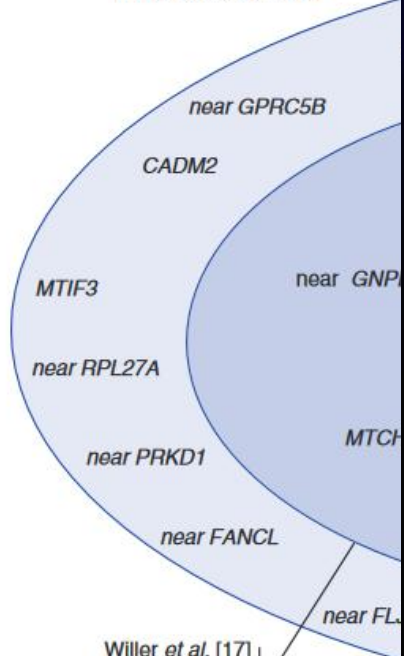 near GPRC5B
CADM2
MTIF3
near GNP
near RPL27A
MTCH
near PRKD1
near FANCL
near FL
Willer et al. [17]